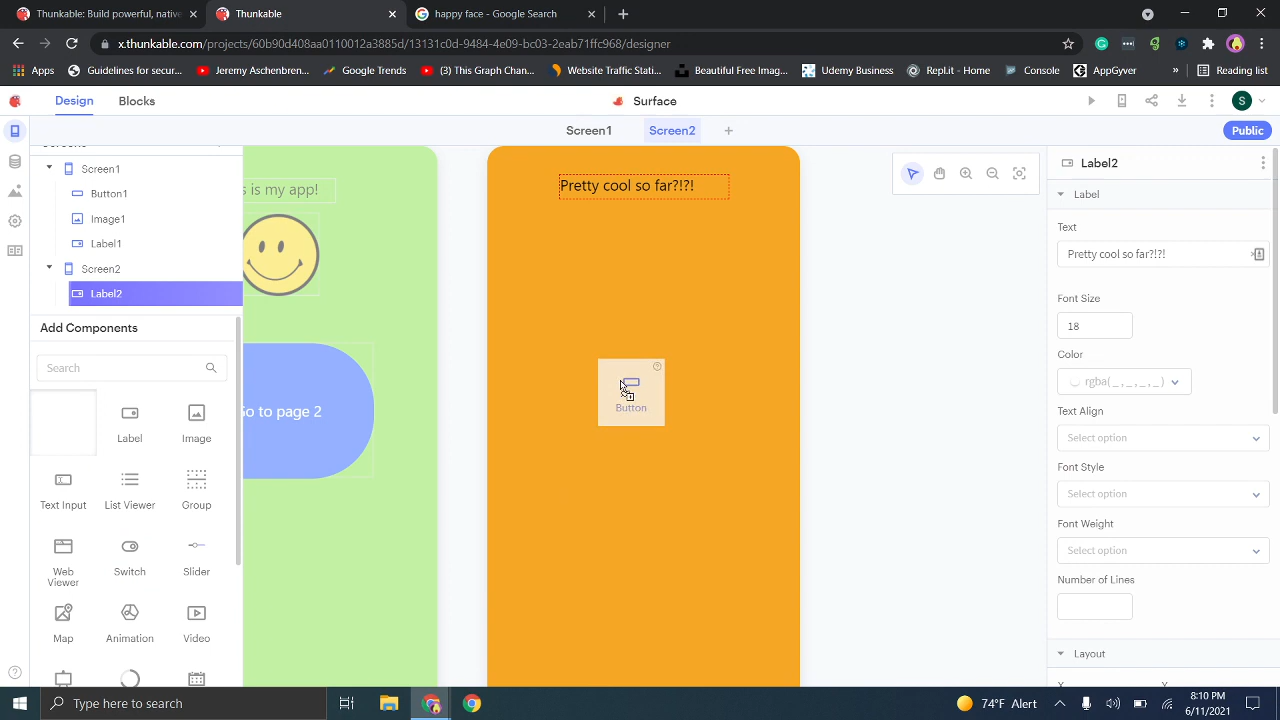 Thunkable: Powerful, native
Thunkable
happy face - Google Search
x.thunkable.com/projects/60b90d408aa0110012a3885d/13131c0d-9484-4e09-bc03-2eab71ffc968/designer
Apps
Guidelines for secur...
Jeremy Aschenbren...
Google Trends
(3) This Graph Chan...
Website Traffic Stati...
Beautiful Free Imag...
Udemy Business
Replit - Home
Console
AppGyver
»
Reading list
Design
Blocks
Surface
S
Screen1
Screen2
+
Public
Screen1
Button1
Image1
Label1
Screen2
Label2
Add Components
Search
Label
Image
Text Input
List Viewer
Group
Web
Viewer
Switch
Slider
Map
Animation
Video
s is my app!
Go to page 2
Pretty cool so far?!?!
Button
Label2
Label
Text
Pretty cool so far?!?!
Font Size
18
Color
rgba( _ , _ , _ , _ )
Text Align
Select option
Font Style
Select option
Font Weight
Select option
Number of Lines
Layout
Type here to search
74°F Alert
8:10 PM
6/11/2021